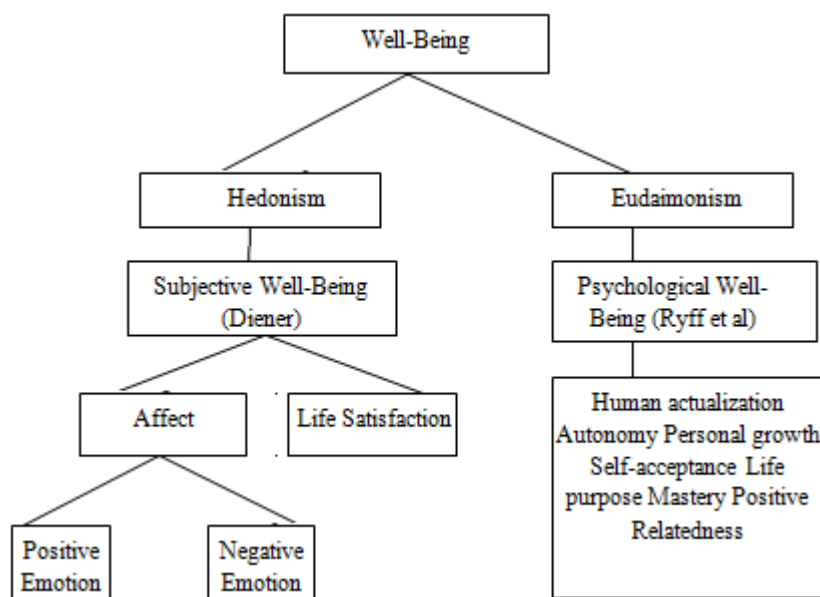 Well-Being
Hedonism
Eudaimonism
Subjective Well-Being
(Diener)
Psychological Well-
Being (Ryff et al)
Affect
Life Satisfaction
Human actualization
Autonomy Personal growth
Self-acceptance Life
purpose Mastery Positive
Relatedness
Positive
Emotion
Negative
Emotion